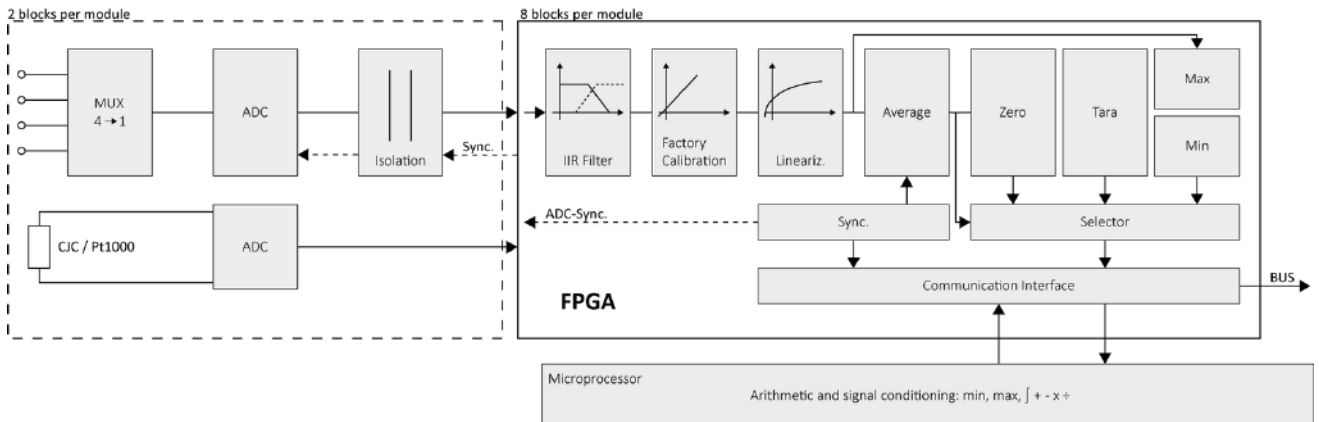 2 blocks per module
8 blocks per module
MUX
4 → 1
ADC
Isolation
Sync.
IIR Filter
Factory
Calibration
Lineariz.
Average
Zero
Tara
Max
Min
ADC-Sync.
Sync.
Selector
CJC / Pt1000
ADC
Communication Interface
BUS
FPGA
Microprocessor
Arithmetic and signal conditioning: min, max, ∫ + - x ÷